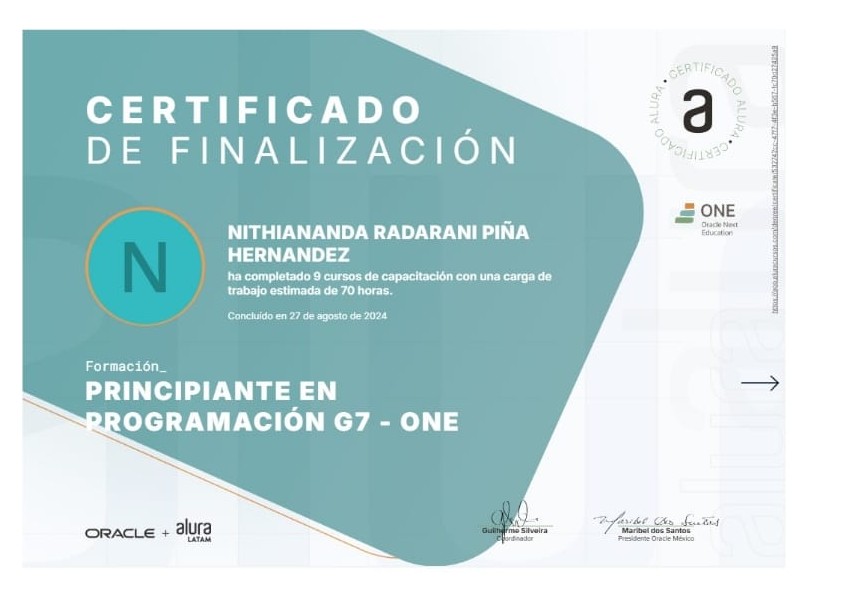 CERTIFICADO
DE FINALIZACIÓN
CERTIFICADO ALURA • CERTIFICADO ALURA •
a
ONE
Oracle Next
Education
N
NITHIANANDA RADARANI PIÑA
HERNANDEZ
ha completado 9 cursos de capacitación con una carga de
trabajo estimada de 70 horas.
Concluído en 27 de agosto de 2024
Formación_
PRINCIPIANTE EN
PROGRAMACIÓN G7 - ONE
ORACLE + alura
LATAM
Guilherme Silveira
Coordinador
Maribel dos Santos
Presidente Oracle México